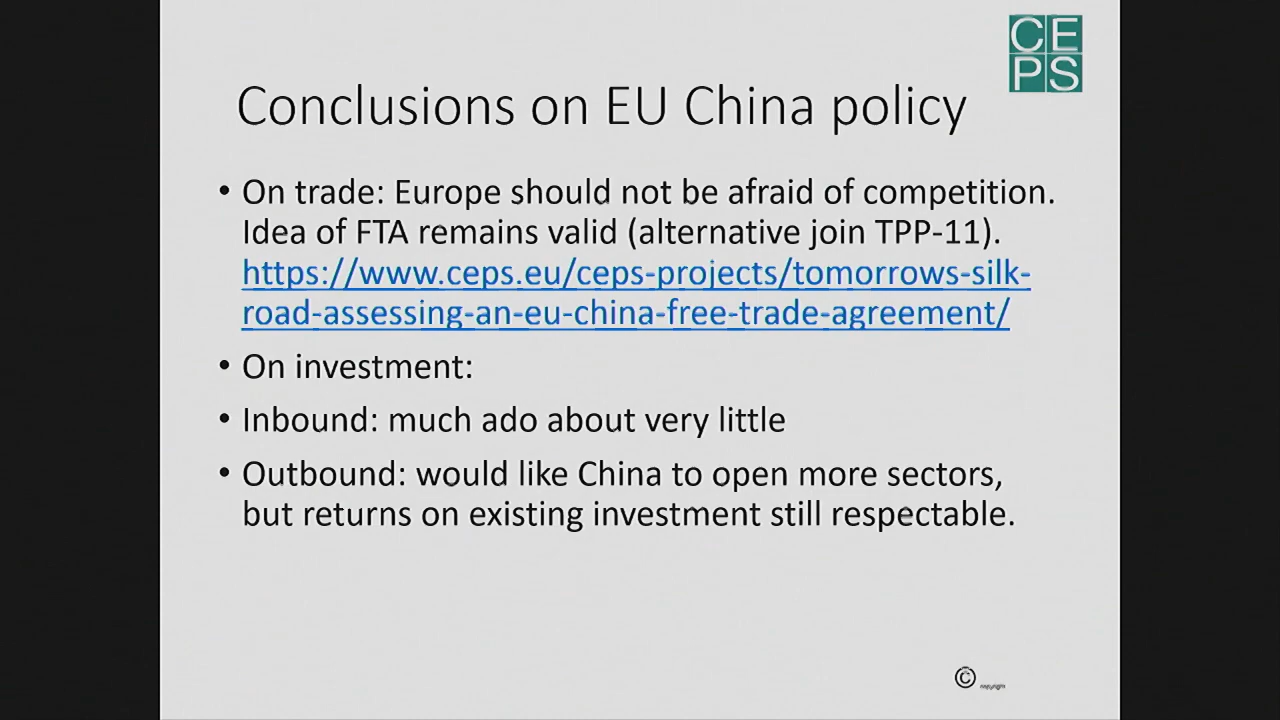 CE
PS
Conclusions on EU China policy
• On trade: Europe should not be afraid of competition.
Idea of FTA remains valid (alternative join TPP-11).
https://www.ceps.eu/ceps-projects/tomorrows-silk-
road-assessing-an-eu-china-free-trade-agreement/
• On investment:
• Inbound: much ado about very little
• Outbound: would like China to open more sectors,
but returns on existing investment still respectable.
© copyright